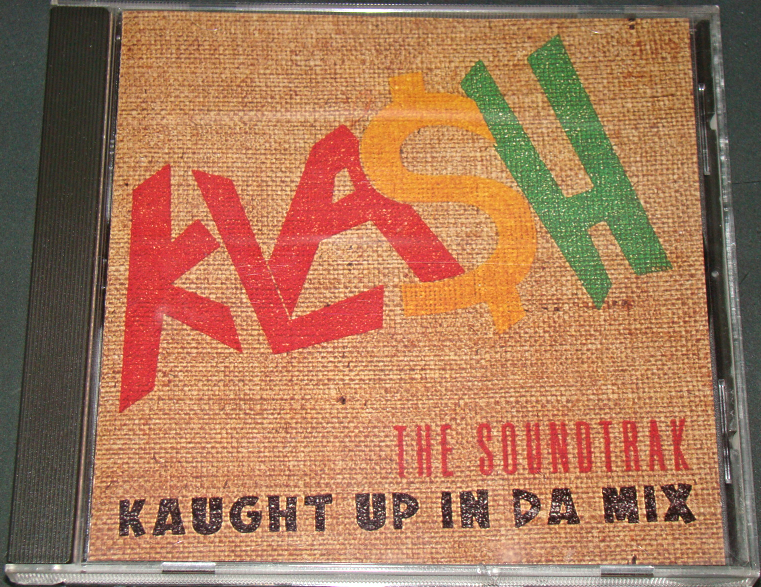 KLA$H
THE SOUNDTRAK
KAUGHT UP IN DA MIX